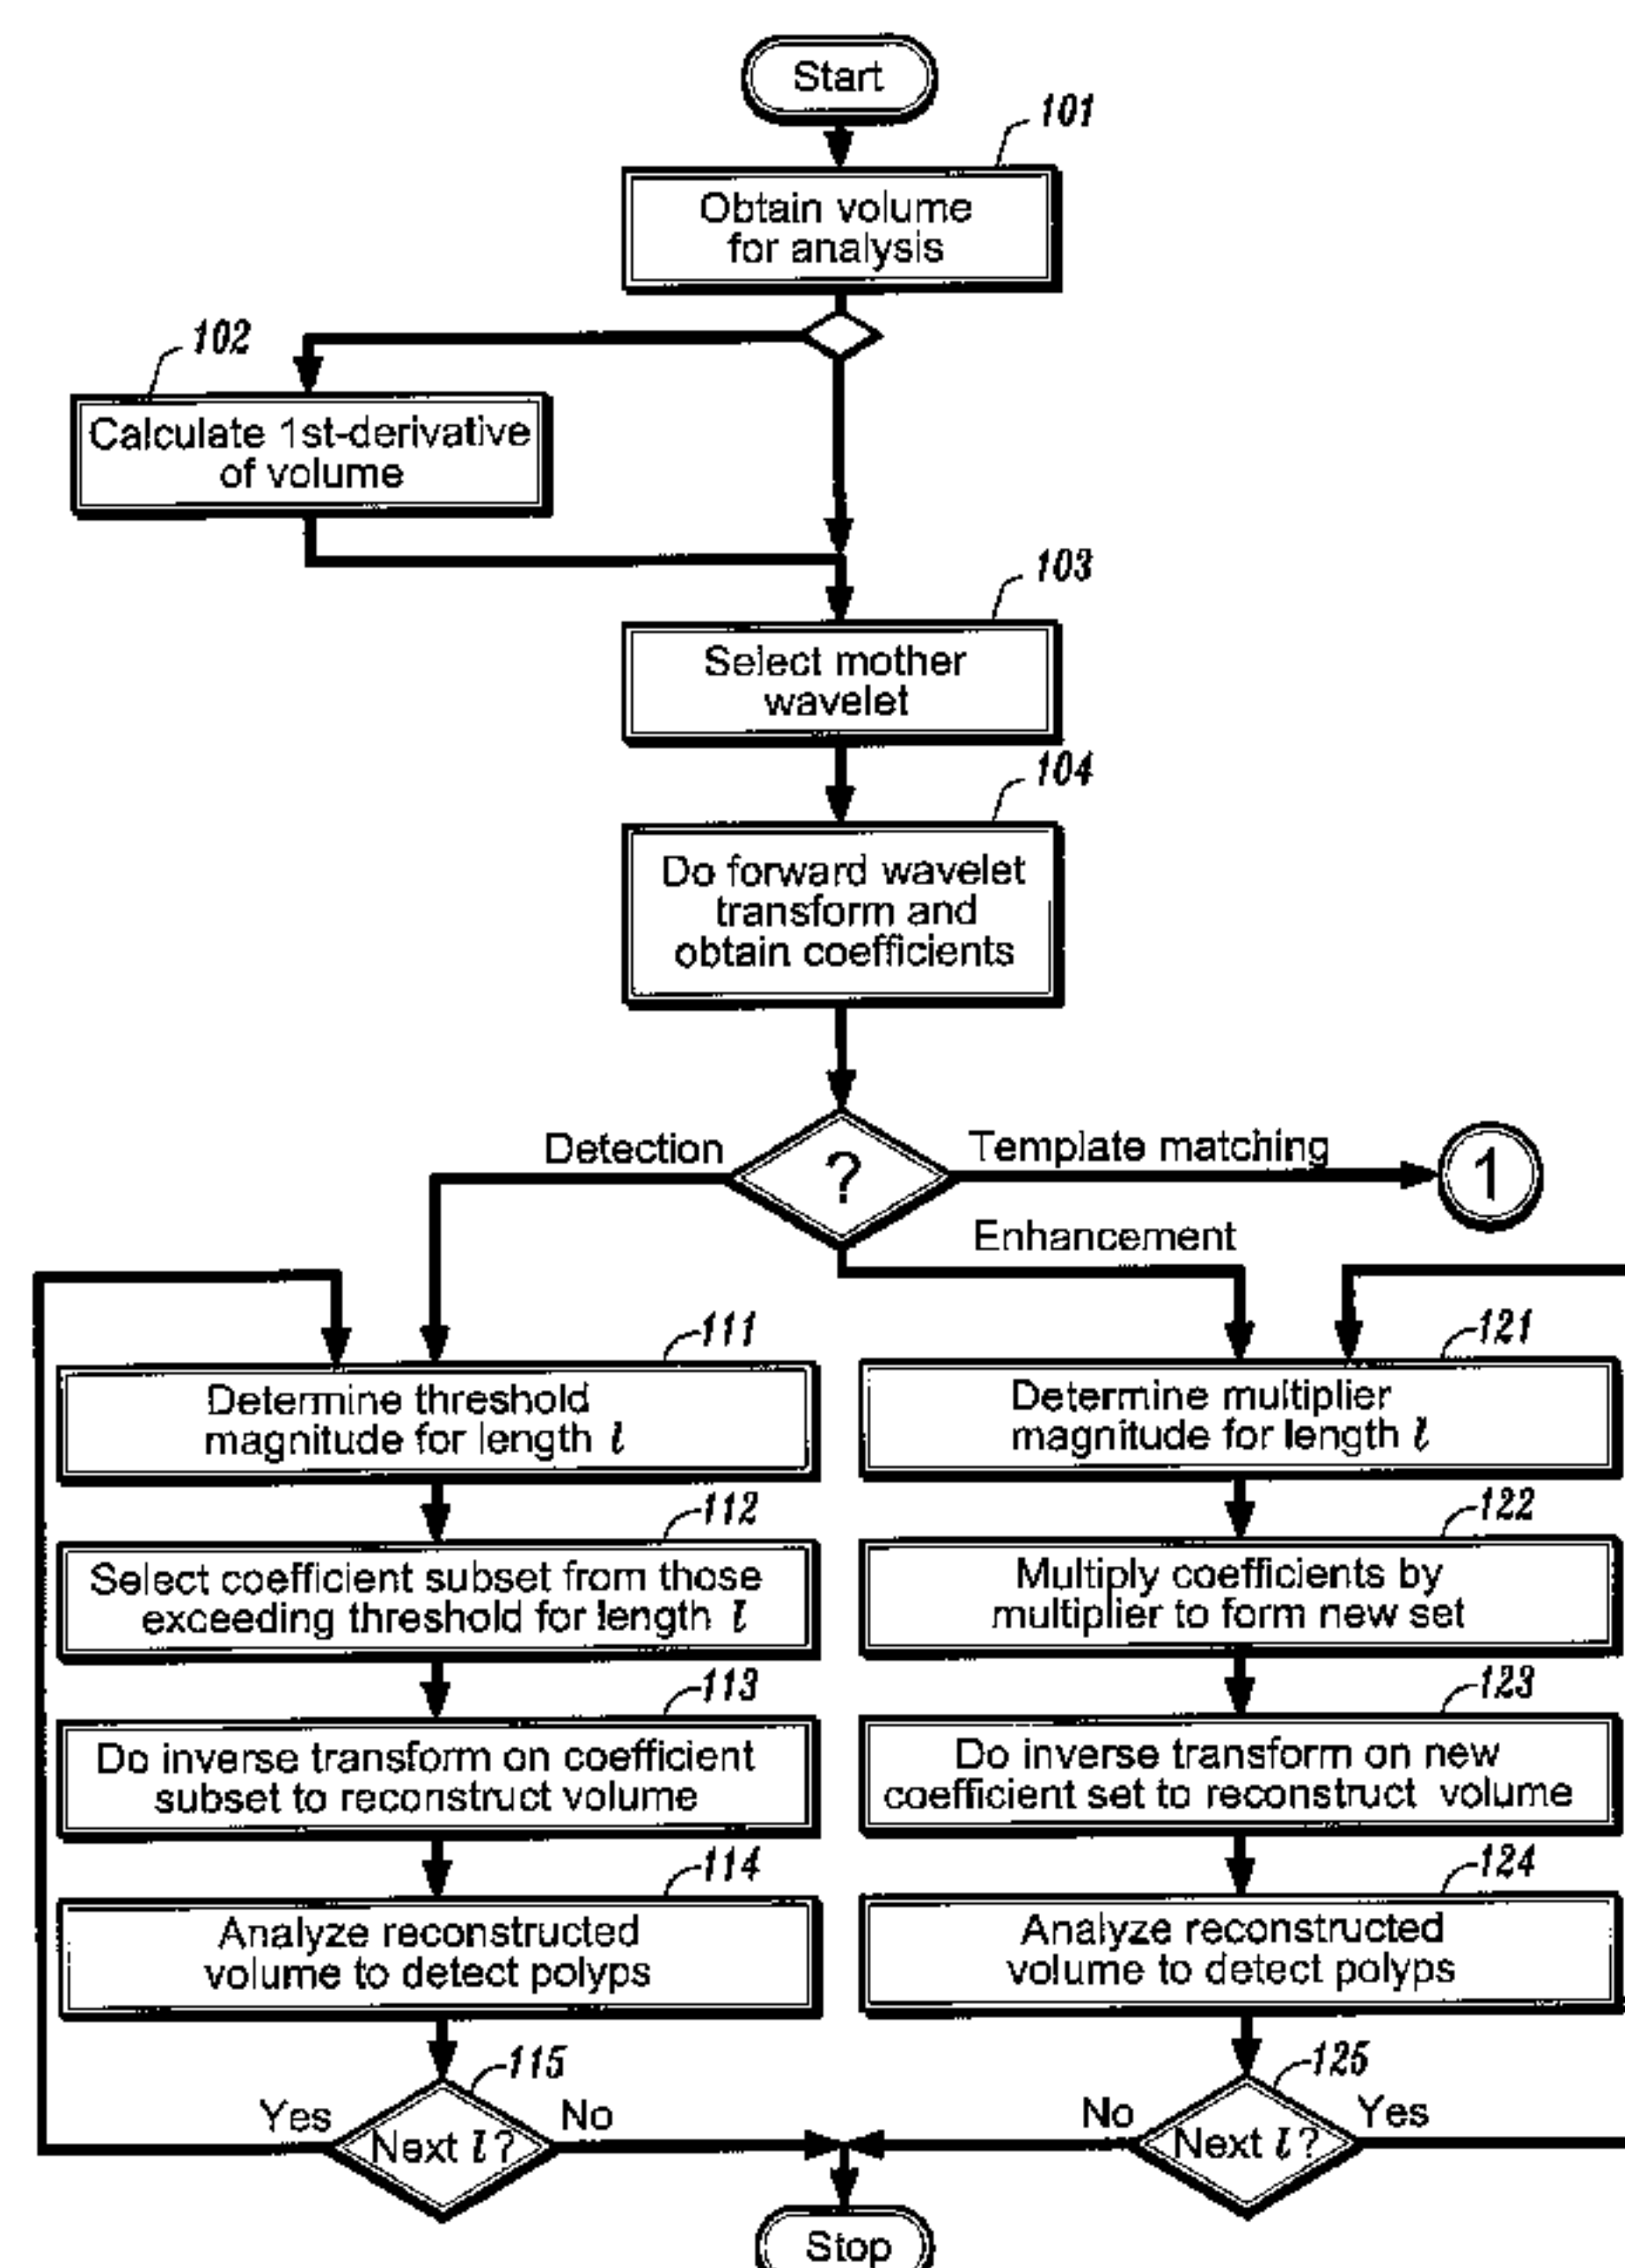 Start
101
Obtain volume
for analysis
102
Calculate 1st-derivative
of volume
103
Select mother
wavelet
104
Do forward wavelet
transform and
obtain coefficients
Detection
?
Template matching
1
Enhancement
111
Determine threshold
magnitude for length l
112
Select coefficient subset from those
exceeding threshold for length l
113
Do inverse transform on coefficient
subset to reconstruct volume
114
Analyze reconstructed
volume to detect polyps
115
Yes
Next l?
No
121
Determine multiplier
magnitude for length l
122
Multiply coefficients by
multiplier to form new set
123
Do inverse transform on new
coefficient set to reconstruct volume
124
Analyze reconstructed
volume to detect polyps
125
No
Next l?
Yes
Stop